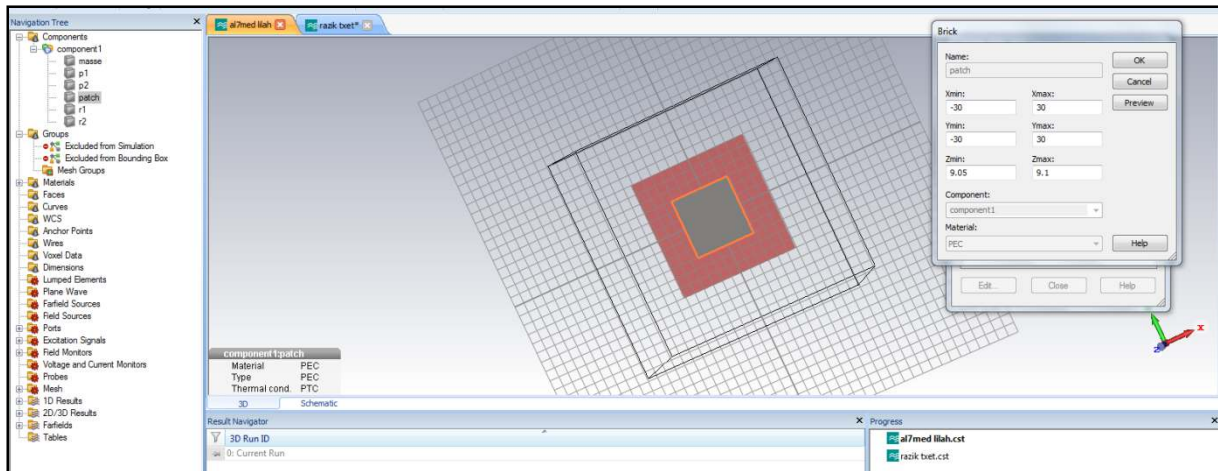 Navigation Tree
Components
component1
masse
p1
p2
patch
r1
r2
Groups
Excluded from Simulation
Excluded from Bounding Box
Mesh Groups
Materials
Faces
Curves
WCS
Anchor Points
Wires
Voxel Data
Dimensions
Lumped Elements
Plane Wave
Farfield Sources
Field Sources
Ports
Excitation Signals
Field Monitors
Voltage and Current Monitors
Probes
Mesh
1D Results
2D/3D Results
Farfields
Tables
al7med lilah
razik txet*
component1:patch
Material PEC
Type PEC
Thermal cond. PTC
3D Schematic
Brick
Name:
patch
OK
Cancel
Preview
Xmin: Xmax:
-30 30
Ymin: Ymax:
-30 30
Zmin: Zmax:
9.05 9.1
Component:
component1
Material:
PEC
Help
Edit... Close Help
x
Result Navigator
3D Run ID
0: Current Run
Progress
al7med lilah.cst
razik txet.cst